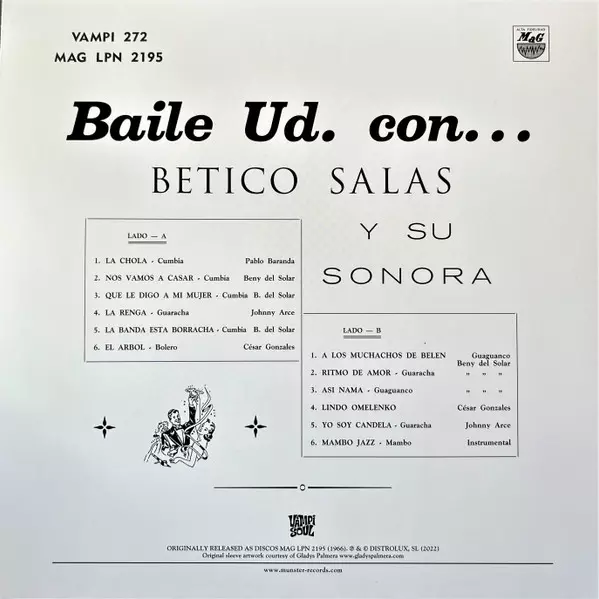 VAMPI 272
MAG LPN 2195
ALTA FIDELIDAD
MAG
Baile Ud. con...
BETICO SALAS
Y SU
SONORA
LADO — A
1. LA CHOLA - Cumbia Pablo Baranda
2. NOS VAMOS A CASAR - Cumbia Beny del Solar
3. QUE LE DIGO A MI MUJER - Cumbia B. del Solar
4. LA RENGA - Guaracha Johnny Arce
5. LA BANDA ESTA BORRACHA - Cumbia B. del Solar
6. EL ARBOL - Bolero César Gonzales
LADO — B
1. A LOS MUCHACHOS DE BELEN Guaguanco
Beny del Solar
2. RITMO DE AMOR - Guaracha „ „ „
3. ASI NAMA - Guaguanco „ „ „
4. LINDO OMELENKO César Gonzales
5. YO SOY CANDELA - Guaracha Johnny Arce
6. MAMBO JAZZ - Mambo Instrumental
VAMPI
SOUL
ORIGINALLY RELEASED AS DISCOS MAG LPN 2195 (1966). ℗ & © DISTROLUX, SL (2022)
Original sleeve artwork courtesy of Gladys Palmera www.gladyspalmera.com
www.munster-records.com